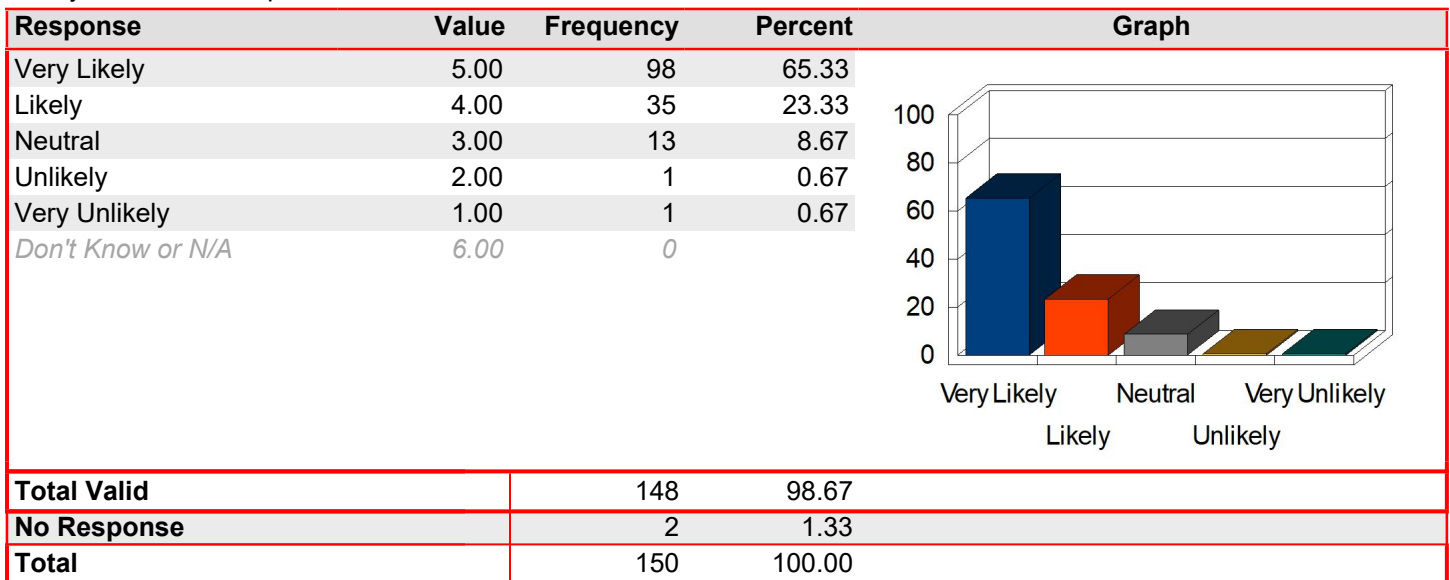 Response Value Frequency Percent Graph
Very Likely 5.00 98 65.33
Likely 4.00 35 23.33
Neutral 3.00 13 8.67
Unlikely 2.00 1 0.67
Very Unlikely 1.00 1 0.67
Don't Know or N/A 6.00 0
100
80
60
40
20
0
Very Likely Neutral Very Unlikely
Likely Unlikely
Total Valid 148 98.67
No Response 2 1.33
Total 150 100.00